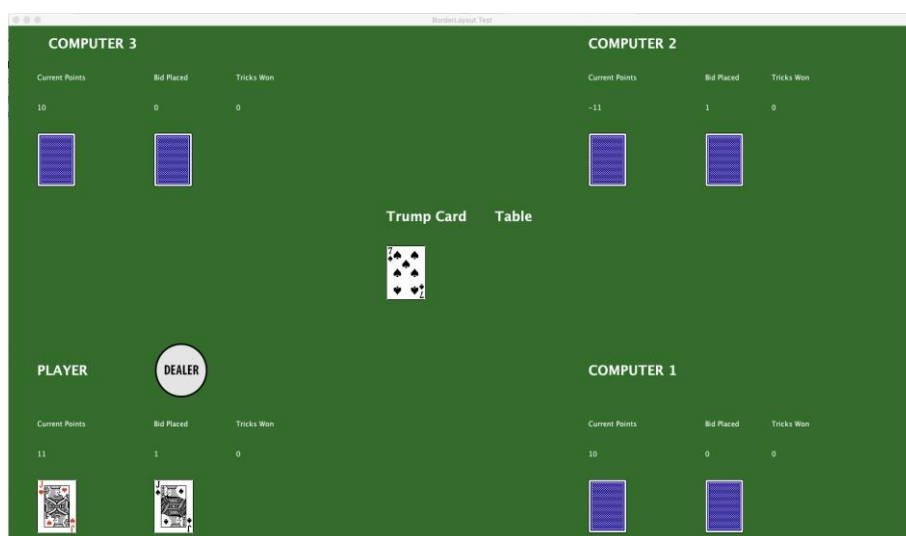 BorderLayout Test
COMPUTER 3
COMPUTER 2
Current Points Bid Placed Tricks Won
Current Points Bid Placed Tricks Won
10 0 0
-11 1 0
Trump Card Table
7
7
PLAYER DEALER
COMPUTER 1
Current Points Bid Placed Tricks Won
Current Points Bid Placed Tricks Won
11 1 0
10 0 0
J J
J J